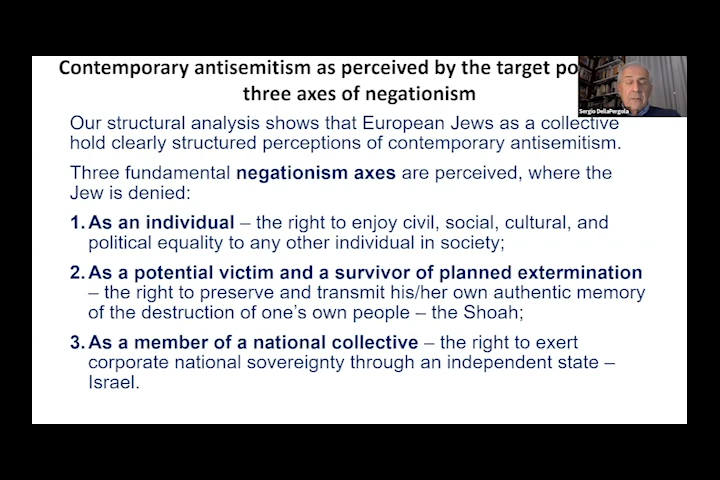 Contemporary antisemitism as perceived by the target po
three axes of negationism
Sergio DellaPergola
Our structural analysis shows that European Jews as a collective
hold clearly structured perceptions of contemporary antisemitism.
Three fundamental negationism axes are perceived, where the
Jew is denied:
1. As an individual – the right to enjoy civil, social, cultural, and
political equality to any other individual in society;
2. As a potential victim and a survivor of planned extermination
– the right to preserve and transmit his/her own authentic memory
of the destruction of one's own people – the Shoah;
3. As a member of a national collective – the right to exert
corporate national sovereignty through an independent state –
Israel.